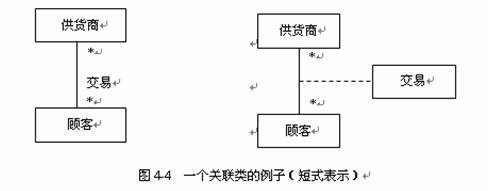 供货商
*
交易
*
顾客
供货商
*
交易
*
顾客
图 4-4 一个关联类的例子（短式表示）